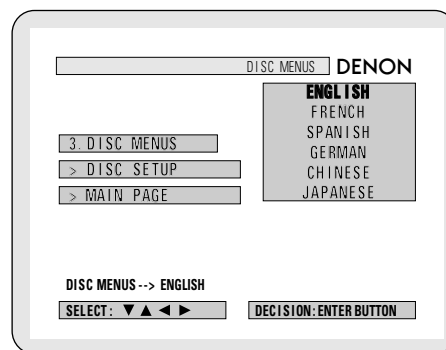 DISC MENUS DENON
ENGLISH
FRENCH
SPANISH
GERMAN
CHINESE
JAPANESE
3. DISC MENUS
> DISC SETUP
> MAIN PAGE
DISC MENUS --> ENGLISH
SELECT: ▼ ▲ ◄ ►
DECISION: ENTER BUTTON